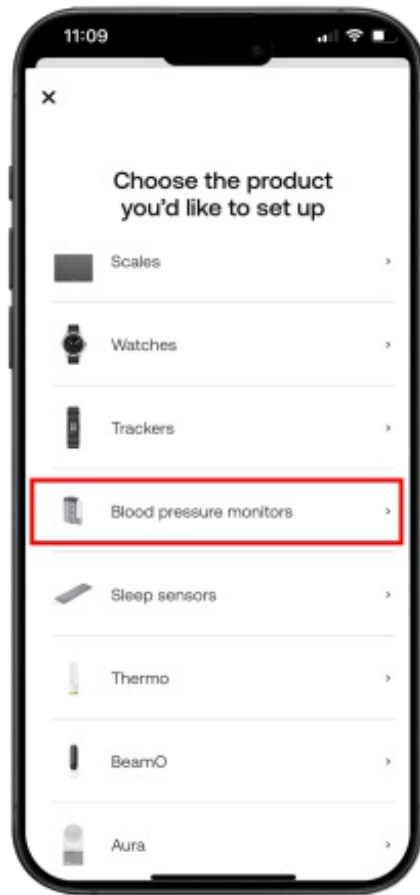 11:09
Choose the product
you'd like to set up
Scales
Watches
Trackers
Blood pressure monitors
Sleep sensors
Thermo
BeamO
Aura